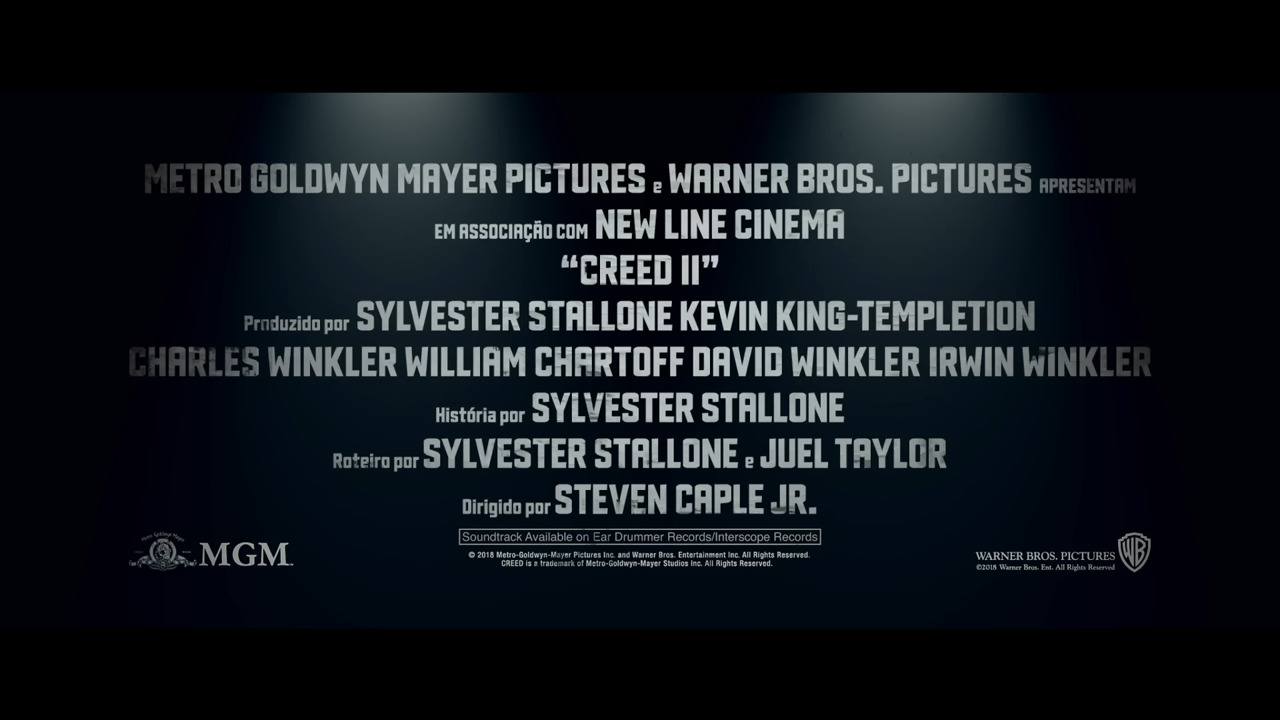 METRO GOLDWYN MAYER PICTURES e WARNER BROS. PICTURES APRESENTAM
EM ASSOCIAÇÃO COM NEW LINE CINEMA
“CREED II”
Produzido por SYLVESTER STALLONE KEVIN KING-TEMPLETION
CHARLES WINKLER WILLIAM CHARTOFF DAVID WINKLER IRWIN WINKLER
História por SYLVESTER STALLONE
Roteiro por SYLVESTER STALLONE e JUEL TAYLOR
Dirigido por STEVEN CAPLE JR.
Soundtrack Available on Ear Drummer Records/Interscope Records
© 2018 Metro-Goldwyn-Mayer Pictures Inc. and Warner Bros. Entertainment Inc. All Rights Reserved.
CREED is a trademark of Metro-Goldwyn-Mayer Studios Inc. All Rights Reserved.
Metro Goldwyn Mayer
MGM
WARNER BROS. PICTURES WB
©2018 Warner Bros. Ent. All Rights Reserved